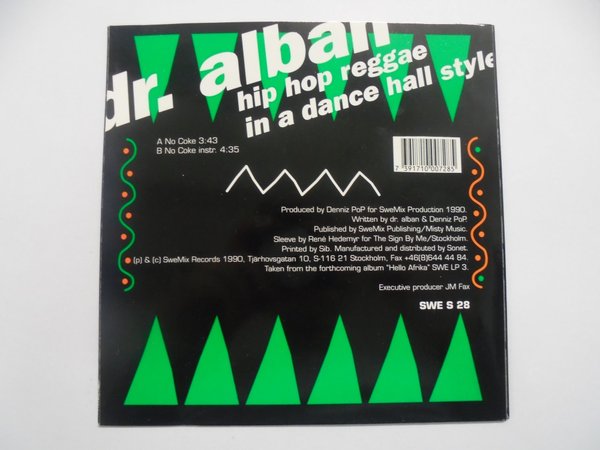 dr. alban
hip hop reggae
in a dance hall style
A No Coke 3:43
B No Coke instr. 4:35
7 391710 007285
Produced by Denniz PoP for SweMix Production 1990.
Written by dr. alban & Denniz PoP.
Published by SweMix Publishing/Misty Music.
Sleeve by René Hedemyr for The Sign By Me/Stockholm.
Printed by Sib. Manufactured and distributed by Sonet.
(p) & (c) SweMix Records 1990, Tjärhovsgatan 10, S-116 21 Stockholm, Fax +46(8)644 44 84.
Taken from the forthcoming album "Hello Afrika" SWE LP 3.
Executive producer JM Fax
SWE S 28